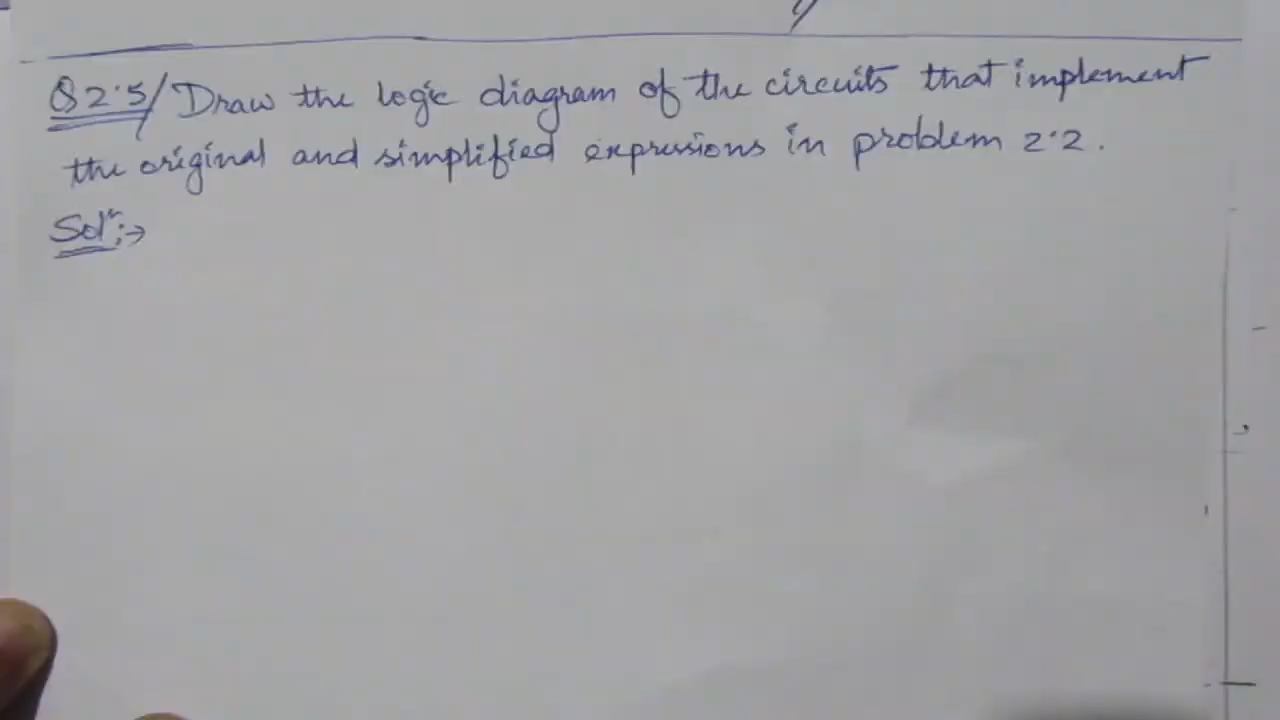 Q 2.5/ Draw the logic diagram of the circuits that implement
the original and simplified expressions in problem 2.2.
Solⁿ:→